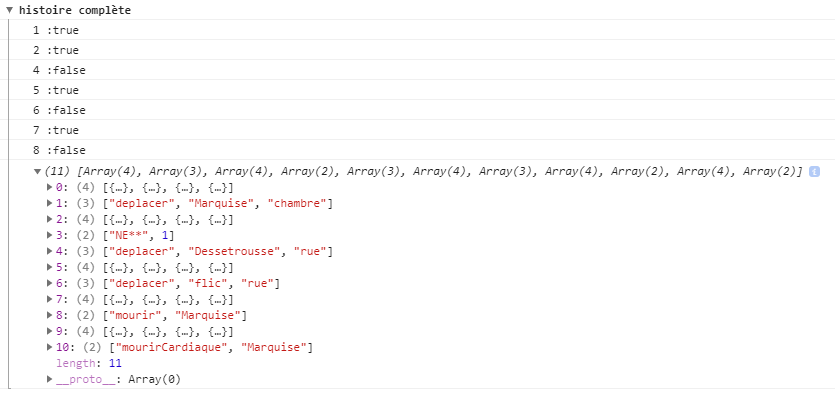 ▼ histoire complète
1 :true
2 :true
4 :false
5 :true
6 :false
7 :true
8 :false
▼(11) [Array(4), Array(3), Array(4), Array(2), Array(3), Array(4), Array(3), Array(4), Array(2), Array(4), Array(2)] i
▶0: (4) [{…}, {…}, {…}, {…}]
▶1: (3) ["deplacer", "Marquise", "chambre"]
▶2: (4) [{…}, {…}, {…}, {…}]
▶3: (2) ["NE**", 1]
▶4: (3) ["deplacer", "Dessetrousse", "rue"]
▶5: (4) [{…}, {…}, {…}, {…}]
▶6: (3) ["deplacer", "flic", "rue"]
▶7: (4) [{…}, {…}, {…}, {…}]
▶8: (2) ["mourir", "Marquise"]
▶9: (4) [{…}, {…}, {…}, {…}]
▶10: (2) ["mourirCardiaque", "Marquise"]
length: 11
▶__proto__: Array(0)